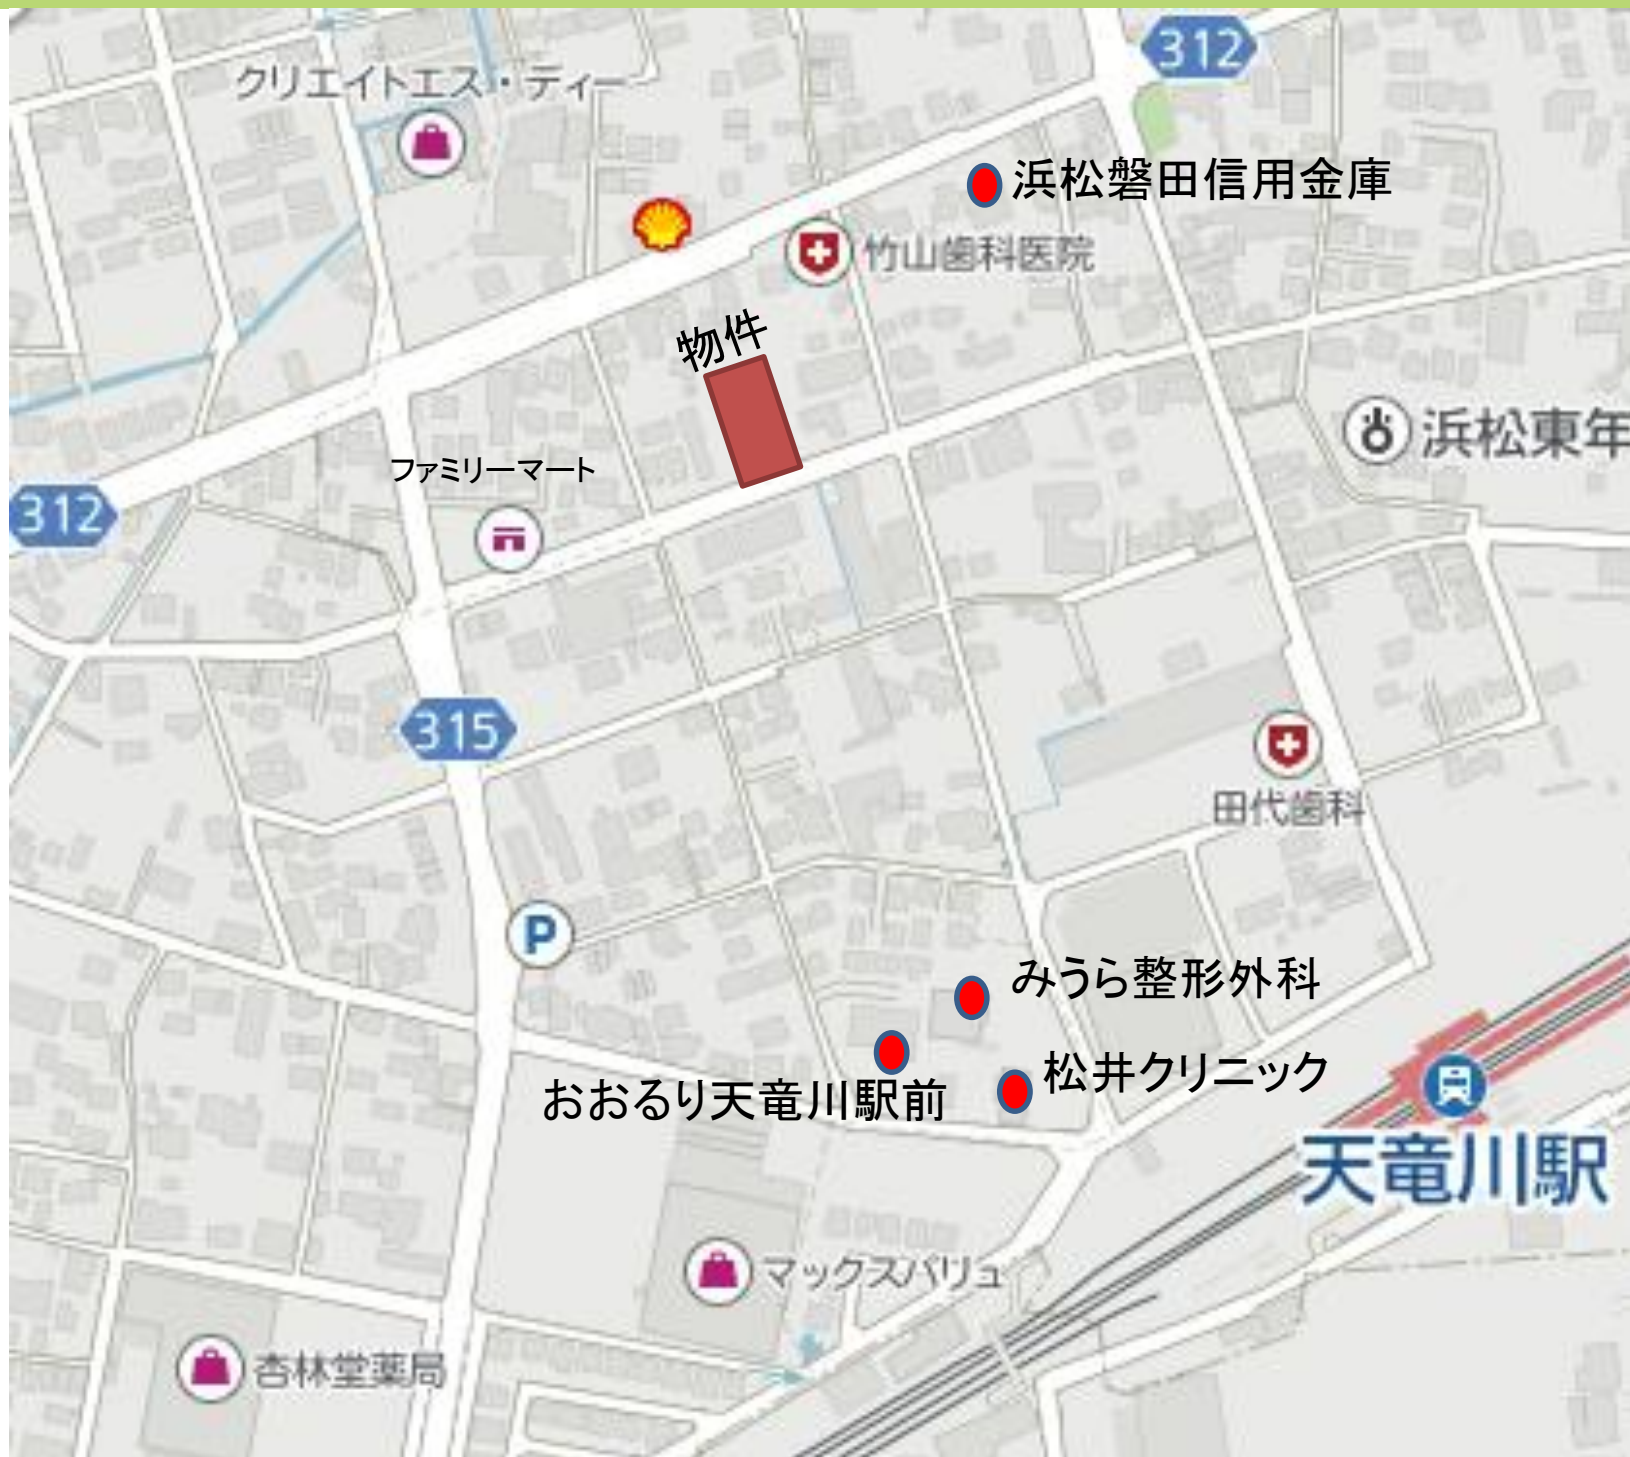 312
クリエイトエス・ティー
浜松磐田信用金庫
竹山歯科医院
物件
浜松東年
ファミリーマート
312
315
田代歯科
P
みうら整形外科
松井クリニック
おおるり天竜川駅前
天竜川駅
マックスバリュ
杏林堂薬局